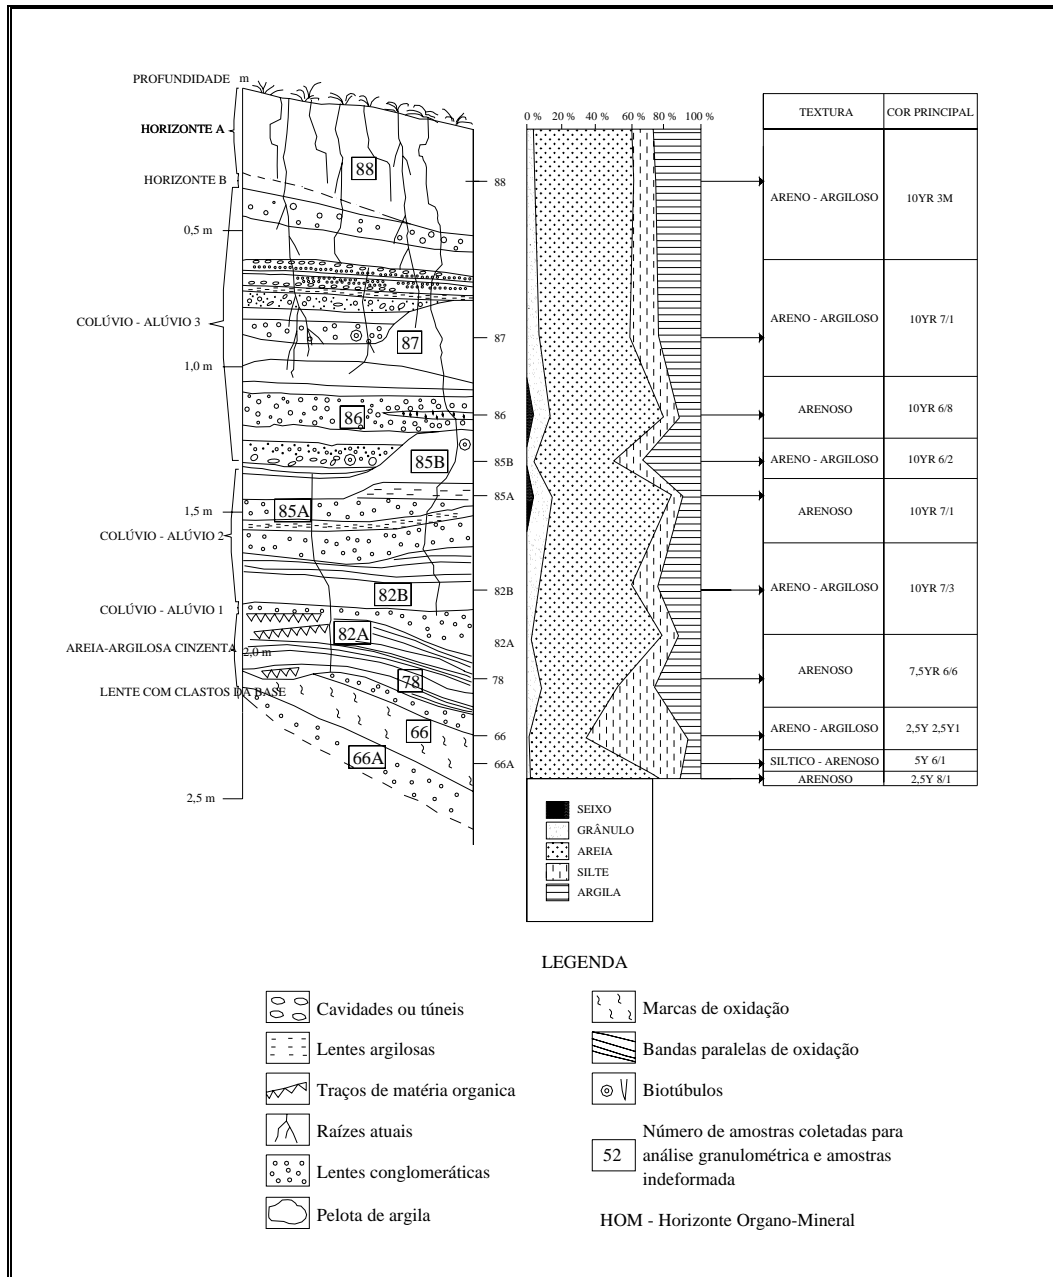 PROFUNDIDADE m
HORIZONTE A
HORIZONTE B
0,5 m
COLÚVIO - ALÚVIO 3
1,0 m
1,5 m
COLÚVIO - ALÚVIO 2
COLÚVIO - ALÚVIO 1
AREIA-ARGILOSA CINZENTA
2,0 m
LENTE COM CLASTOS DA BASE
2,5 m
88
87
86
85B
85A
82B
82A
78
66
66A
88
87
86
85B
85A
82B
82A
78
66
66A
0 % 20 % 40 % 60 % 80 % 100 %
SEIXO
GRÂNULO
AREIA
SILTE
ARGILA
TEXTURA COR PRINCIPAL
ARENO - ARGILOSO 10YR 3M
ARENO - ARGILOSO 10YR 7/1
ARENOSO 10YR 6/8
ARENO - ARGILOSO 10YR 6/2
ARENOSO 10YR 7/1
ARENO - ARGILOSO 10YR 7/3
ARENOSO 7,5YR 6/6
ARENO - ARGILOSO 2,5Y 2,5Y1
SILTICO - ARENOSO 5Y 6/1
ARENOSO 2,5Y 8/1
LEGENDA
Cavidades ou túneis
Lentes argilosas
Traços de matéria organica
Raízes atuais
Lentes conglomeráticas
Pelota de argila
Marcas de oxidação
Bandas paralelas de oxidação
Biotúbulos
52
Número de amostras coletadas para
análise granulométrica e amostras
indeformada
HOM - Horizonte Organo-Mineral